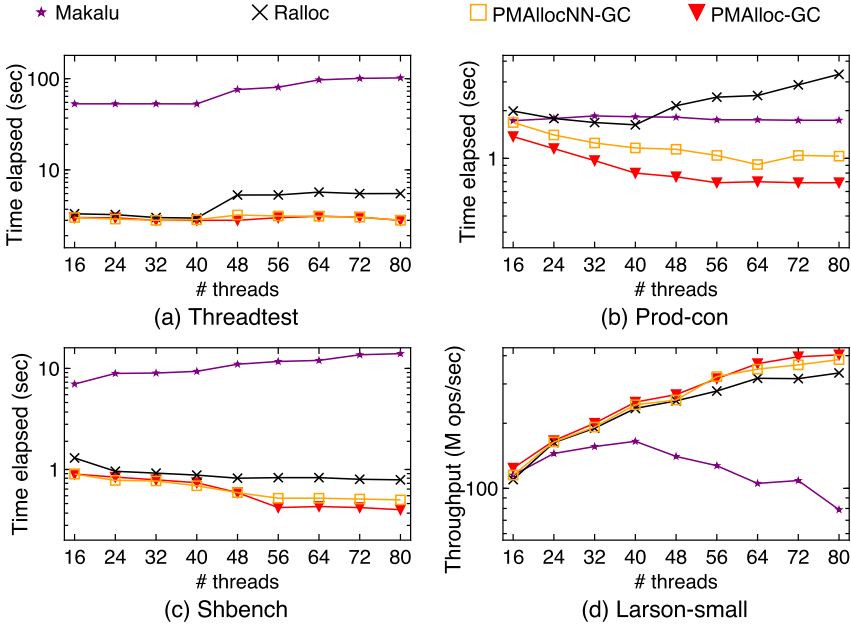 Makalu Ralloc PMAllocNN-GC PMAlloc-GC
Time elapsed (sec)
100
10
16 24 32 40 48 56 64 72 80
# threads
(a) Threadtest
Time elapsed (sec)
1
16 24 32 40 48 56 64 72 80
# threads
(b) Prod-con
Time elapsed (sec)
10
1
16 24 32 40 48 56 64 72 80
# threads
(c) Shbench
Throughput (M ops/sec)
100
16 24 32 40 48 56 64 72 80
# threads
(d) Larson-small